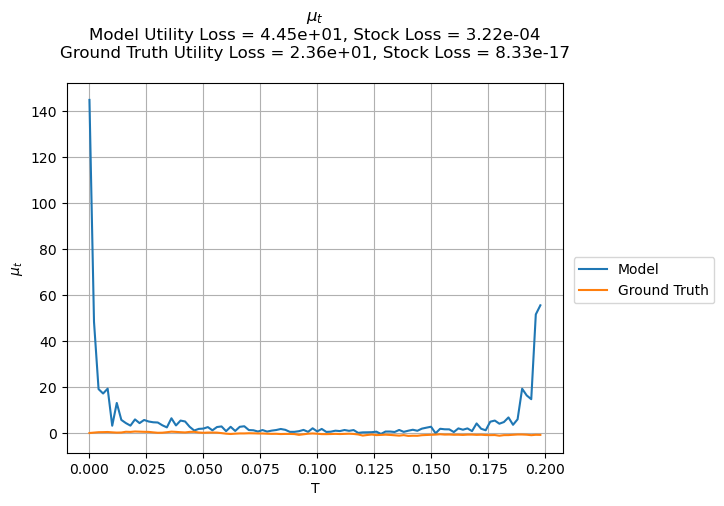 μₜ
Model Utility Loss = 4.45e+01, Stock Loss = 3.22e-04
Ground Truth Utility Loss = 2.36e+01, Stock Loss = 8.33e-17
140
120
100
80
60
40
20
0
μₜ
0.000 0.025 0.050 0.075 0.100 0.125 0.150 0.175 0.200
T
Model
Ground Truth